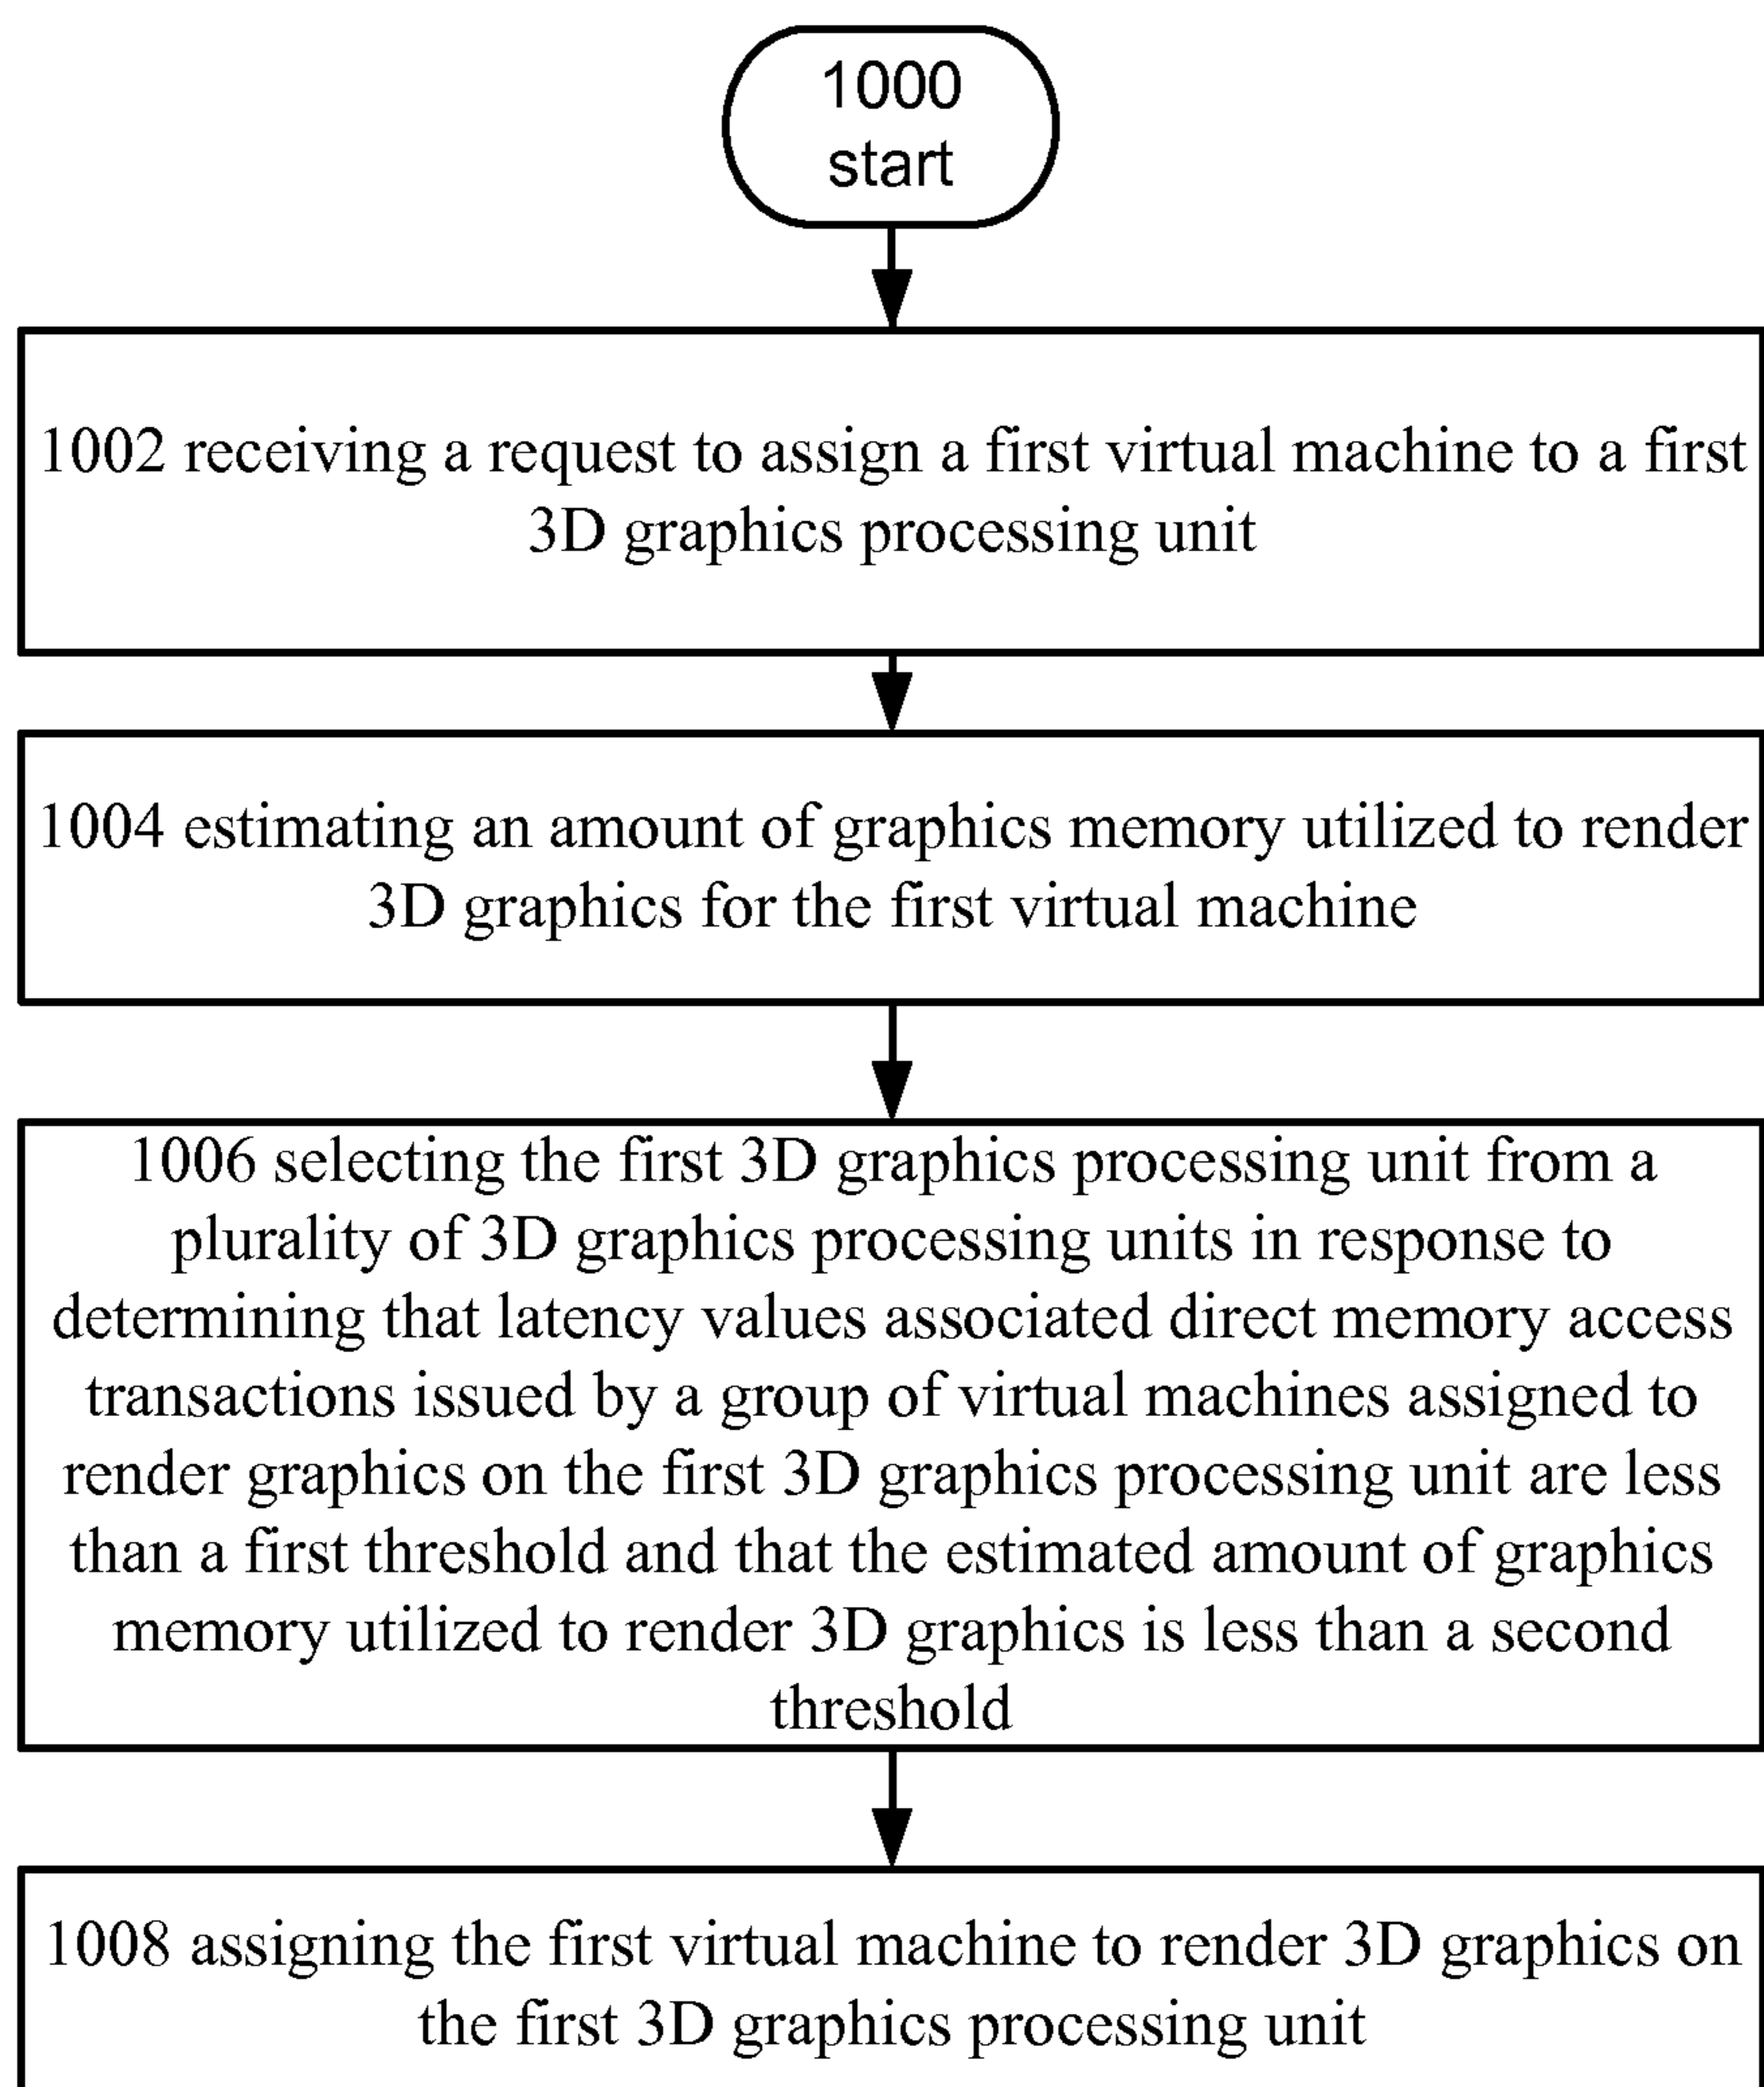 1000
start
1002 receiving a request to assign a first virtual machine to a first
3D graphics processing unit
1004 estimating an amount of graphics memory utilized to render
3D graphics for the first virtual machine
1006 selecting the first 3D graphics processing unit from a
plurality of 3D graphics processing units in response to
determining that latency values associated direct memory access
transactions issued by a group of virtual machines assigned to
render graphics on the first 3D graphics processing unit are less
than a first threshold and that the estimated amount of graphics
memory utilized to render 3D graphics is less than a second
threshold
1008 assigning the first virtual machine to render 3D graphics on
the first 3D graphics processing unit